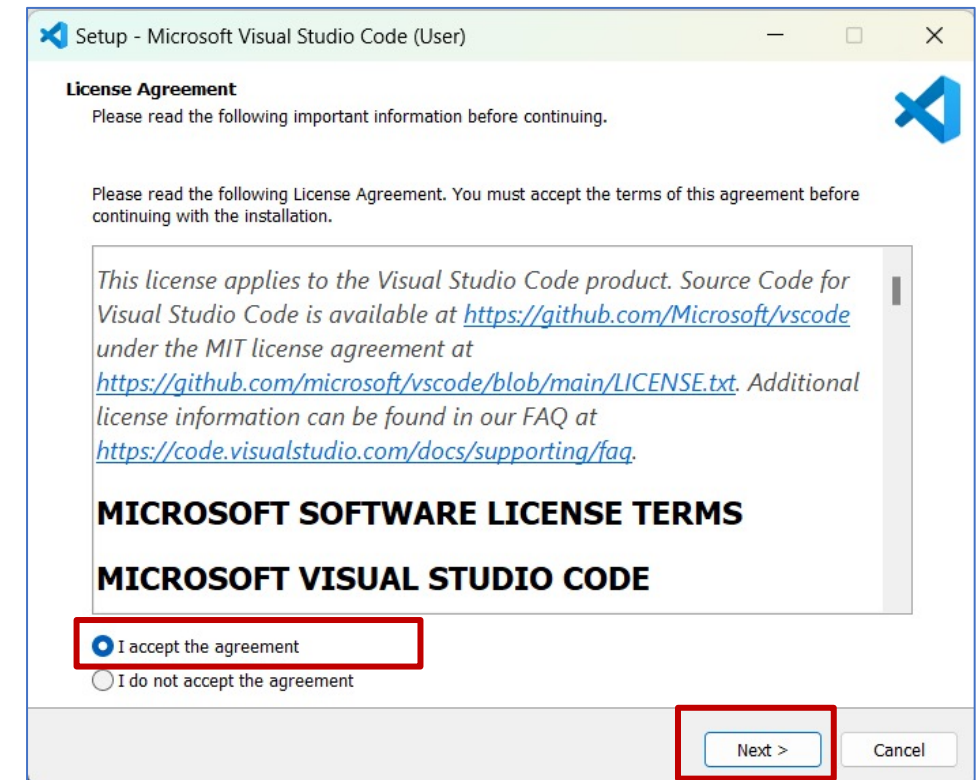 Setup - Microsoft Visual Studio Code (User)
License Agreement
Please read the following important information before continuing.
Please read the following License Agreement. You must accept the terms of this agreement before
continuing with the installation.
This license applies to the Visual Studio Code product. Source Code for
Visual Studio Code is available at https://github.com/Microsoft/vscode
under the MIT license agreement at
https://github.com/microsoft/vscode/blob/main/LICENSE.txt. Additional
license information can be found in our FAQ at
https://code.visualstudio.com/docs/supporting/faq.
MICROSOFT SOFTWARE LICENSE TERMS
MICROSOFT VISUAL STUDIO CODE
I accept the agreement
I do not accept the agreement
Next >
Cancel